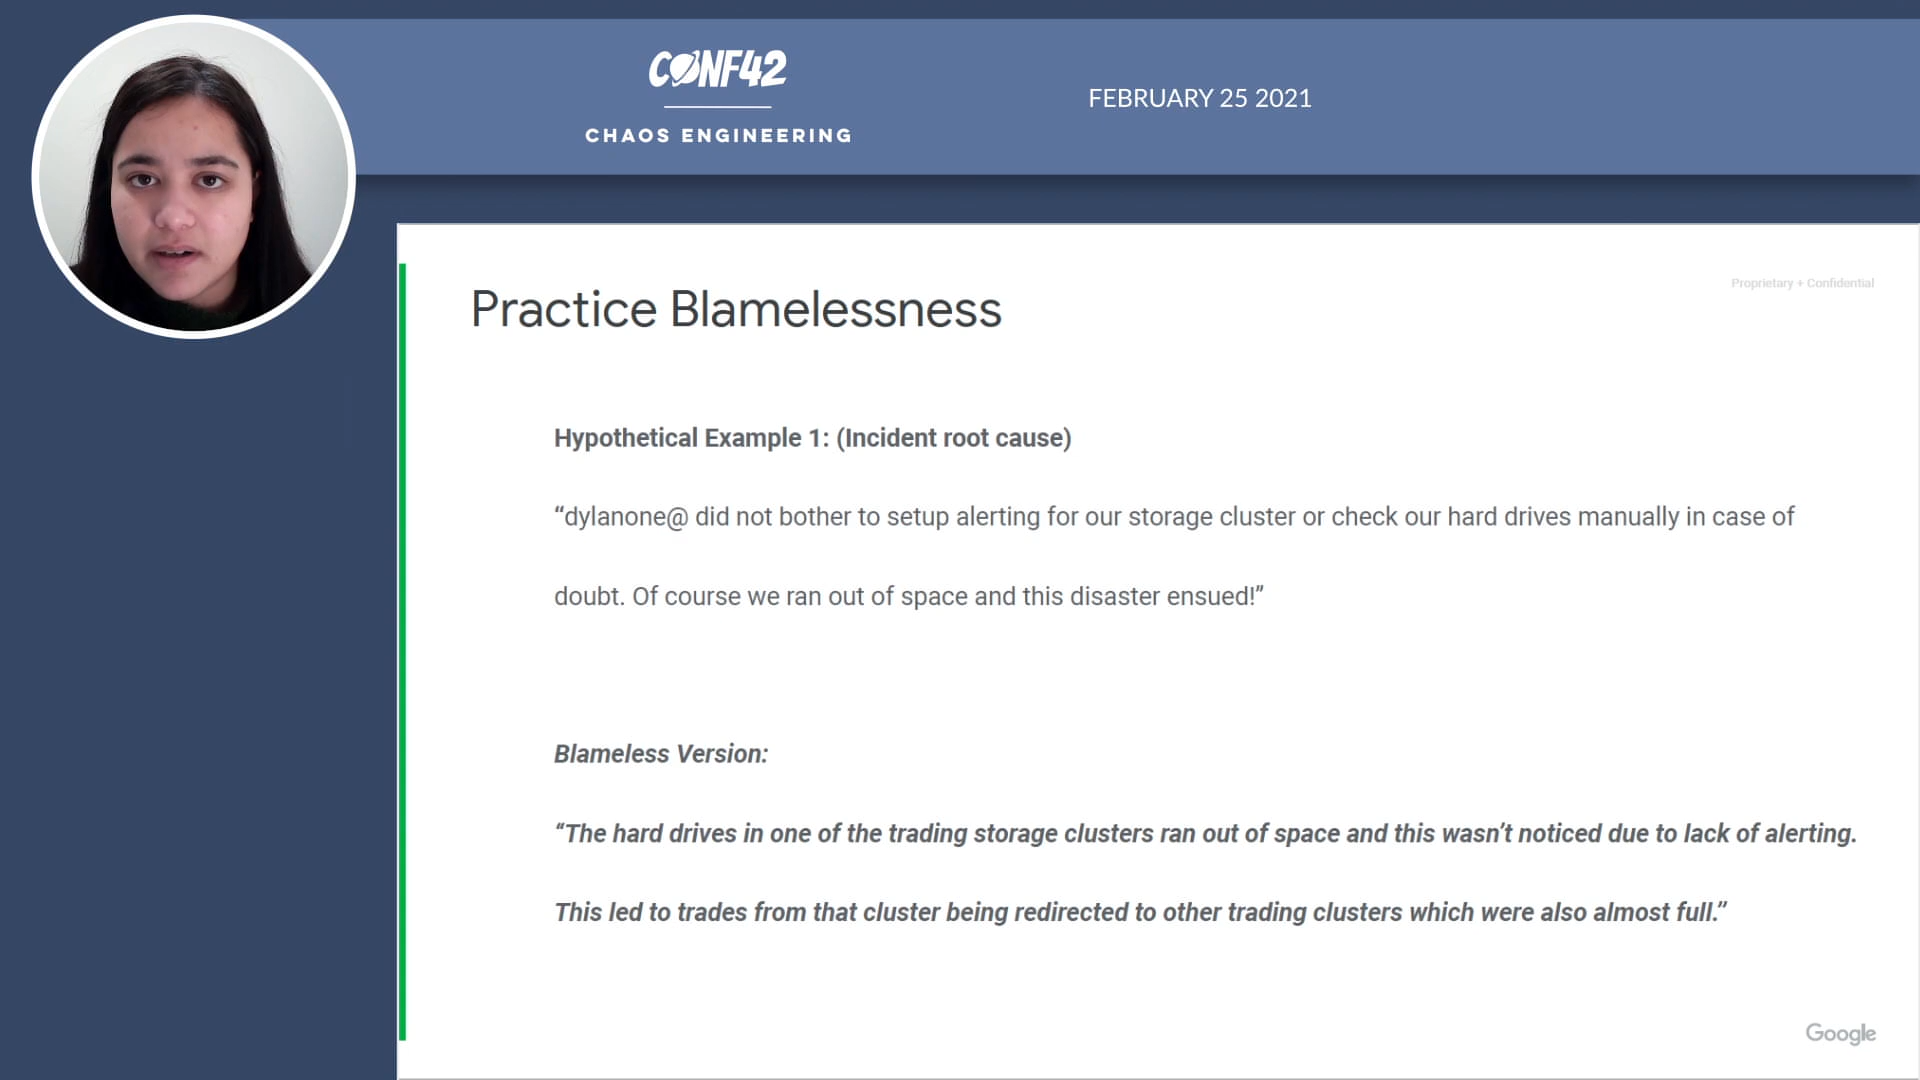 CONF42
CHAOS ENGINEERING
FEBRUARY 25 2021
Proprietary + Confidential
Practice Blamelessness
Hypothetical Example 1: (Incident root cause)
“dylanone@ did not bother to setup alerting for our storage cluster or check our hard drives manually in case of
doubt. Of course we ran out of space and this disaster ensued!”
Blameless Version:
“The hard drives in one of the trading storage clusters ran out of space and this wasn’t noticed due to lack of alerting.
This led to trades from that cluster being redirected to other trading clusters which were also almost full.”
Google